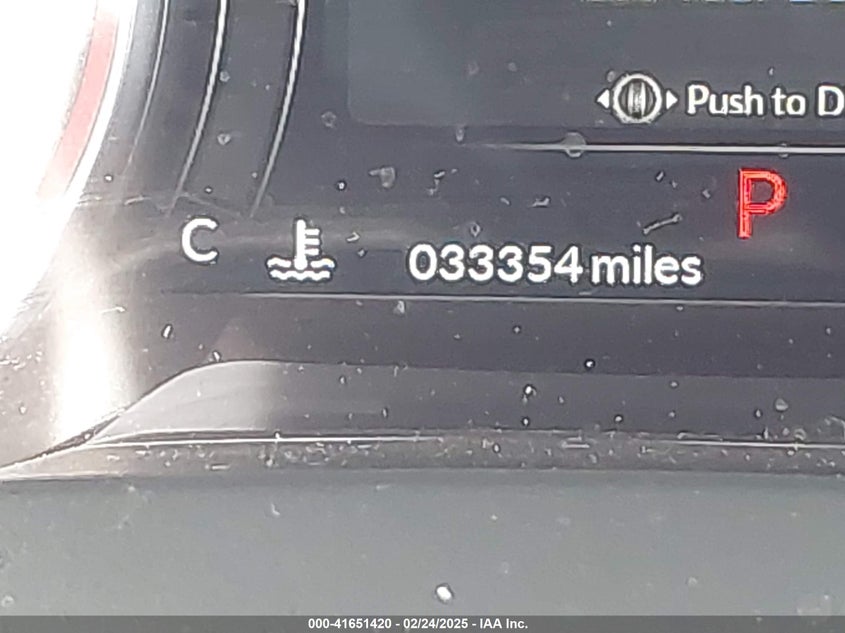 Push to D
P
C
033354 miles
000-41651420 - 02/24/2025 - IAA Inc.